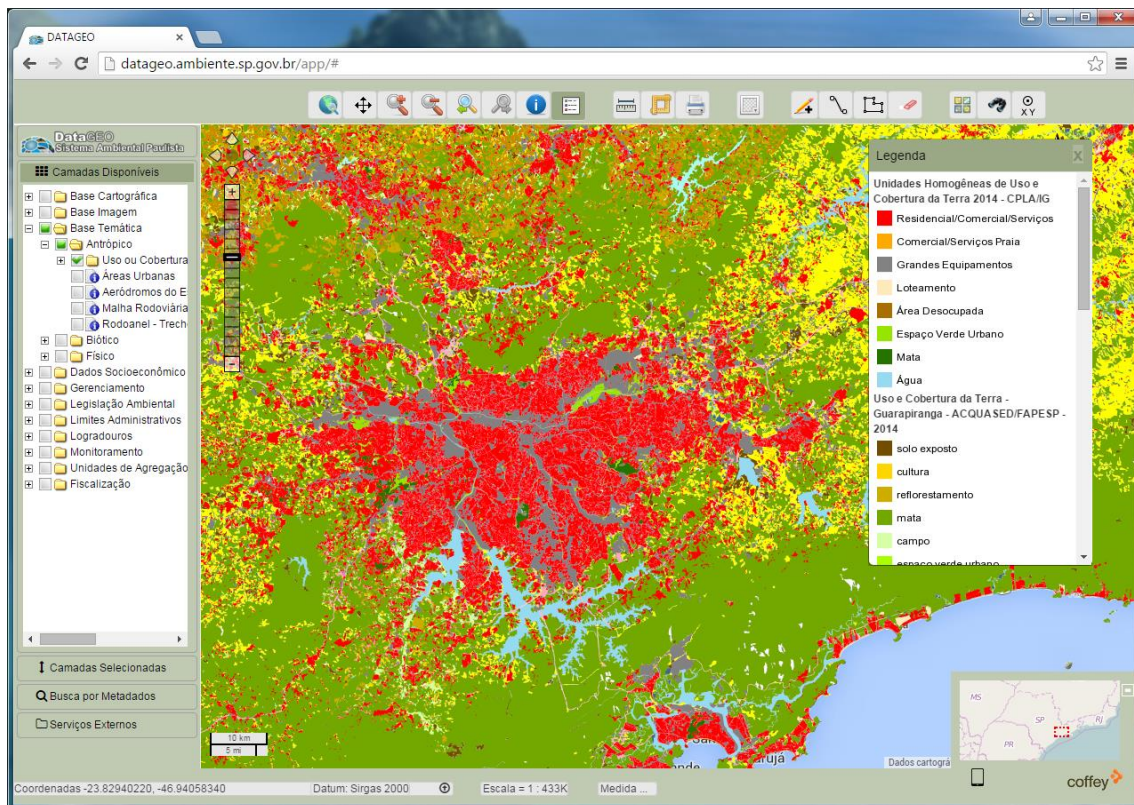 DATAGEO
datageo.ambiente.sp.gov.br/app/#
XY
DataGEO
Sistema Ambiental Paulista
Camadas Disponíveis
Base Cartográfica
Base Imagem
Base Temática
Antrópico
Uso ou Cobertura
Áreas Urbanas
Aeródromos do E
Malha Rodoviária
Rodoanel - Trech
Biótico
Físico
Dados Socioeconômico
Gerenciamento
Legislação Ambiental
Limites Administrativos
Logradouros
Monitoramento
Unidades de Agregação
Fiscalização
Camadas Selecionadas
Busca por Metadados
Serviços Externos
Legenda
X
Unidades Homogêneas de Uso e
Cobertura da Terra 2014 - CPLA/IG
Residencial/Comercial/Serviços
Comercial/Serviços Praia
Grandes Equipamentos
Loteamento
Área Desocupada
Espaço Verde Urbano
Mata
Água
Uso e Cobertura da Terra -
Guarapiranga - ACQUASED/FAPESP -
2014
solo exposto
cultura
reflorestamento
mata
campo
espaço verde urbano
10 km
5 mi
MS
SP
RJ
PR
Dados cartográ
coffey
Coordenadas -23.82940220, -46.94058340
Datum: Sirgas 2000
Escala = 1 : 433K
Medida ...